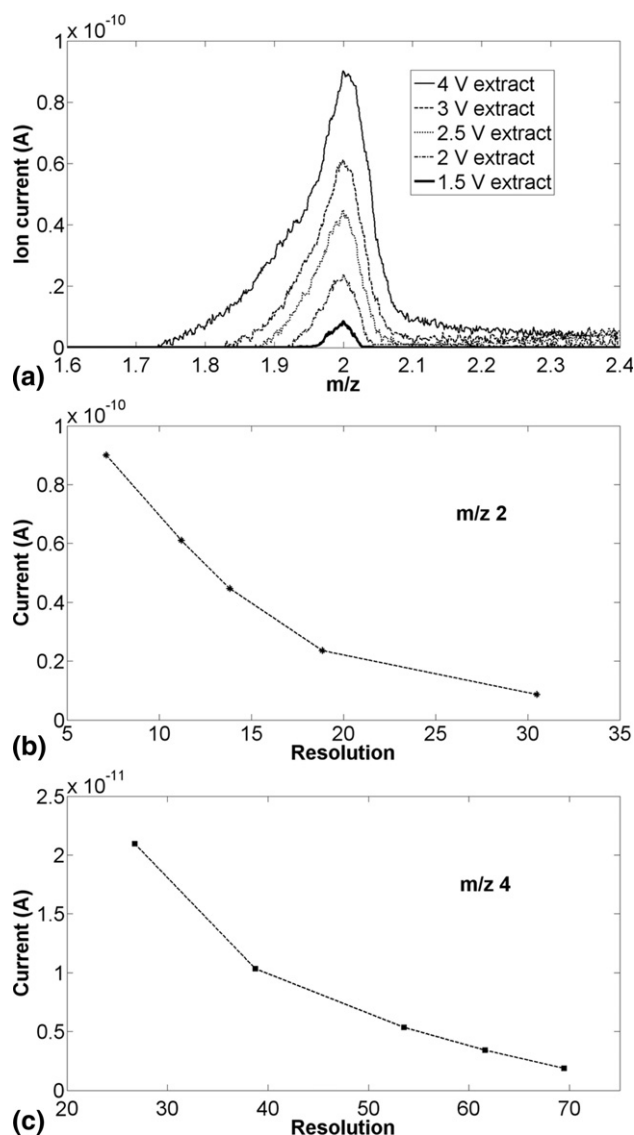 1 x 10-10
Ion current (A)
1
0.8
0.6
0.4
.2
0
4 V extract
3 V extract
2.5 V extract
2 V extract
1.5 V extract
1.6 1.7 1.8 1.9 2 2.1 2.2 2.3 2.4
m/z
(a)
1 x 10-10
Current (A)
0.8
0.6
0.4
0.2
0
m/z 2
5 10 15 20 25 30 35
Resolution
(b)
2.5 x 10-11
Current (A)
2
1.5
1
0.5
0
m/z 4
20 30 40 50 60 70
Resolution
(c)